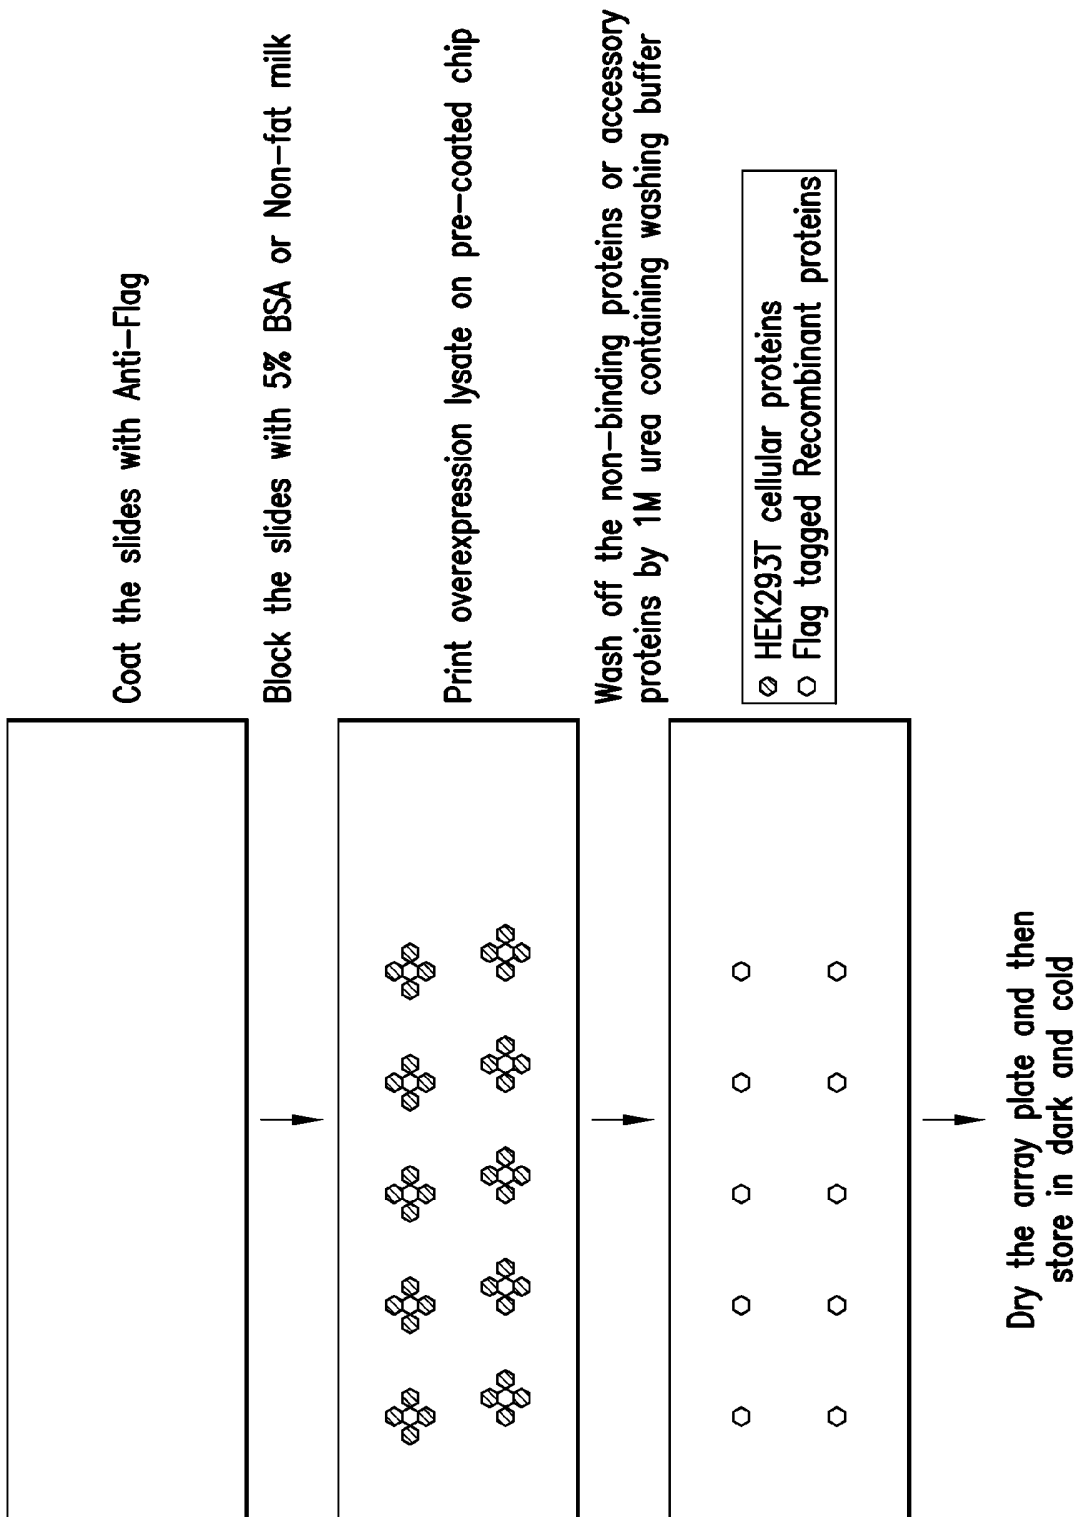 Coat the slides with Anti-Flag
Block the slides with 5% BSA or Non-fat milk
Print overexpression lysate on pre-coated chip
Wash off the non-binding proteins or accessory
proteins by 1M urea containing washing buffer
HEK293T cellular proteins
Flag tagged Recombinant proteins
Dry the array plate and then
store in dark and cold